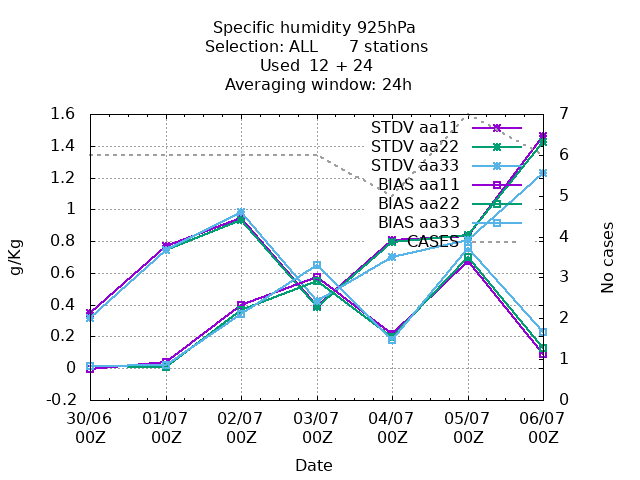 Specific humidity 925hPa
Selection: ALL 7 stations
Used 12 + 24
Averaging window: 24h
1.6
1.4
1.2
1
0.8
0.6
0.4
0.2
0
-0.2
g/Kg
7
6
5
4
3
2
1
0
No cases
STDV aa11
STDV aa22
STDV aa33
BIAS aa11
BIAS aa22
BIAS aa33
CASES
30/06 01/07 02/07 03/07 04/07 05/07 06/07
00Z 00Z 00Z 00Z 00Z 00Z 00Z
Date